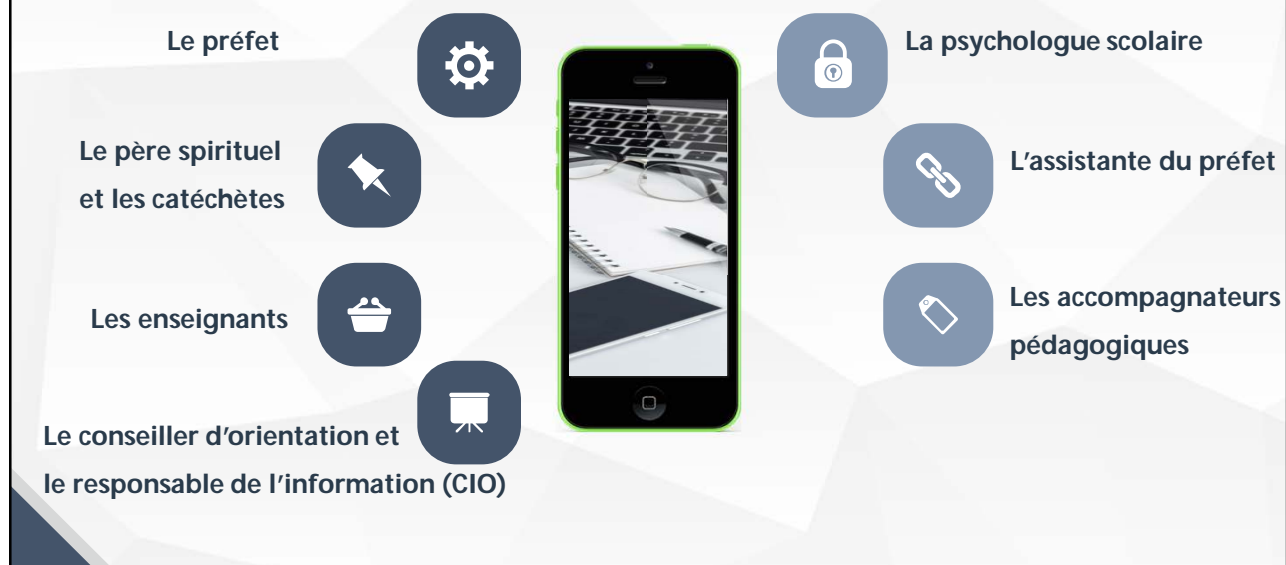 Le préfet
Le père spirituel
et les catéchètes
Les enseignants
Le conseiller d'orientation et
le responsable de l'information (CIO)
La psychologue scolaire
L'assistante du préfet
Les accompagnateurs
pédagogiques